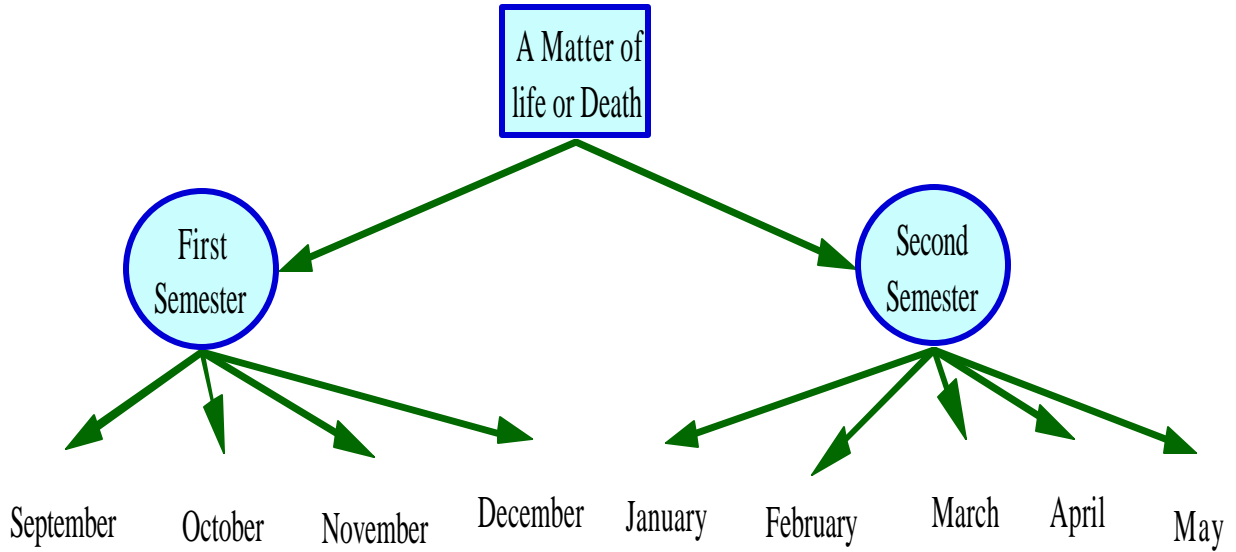 A Matter of
life or Death
First
Semester
Second
Semester
September
October
November
December
January
February
March
April
May